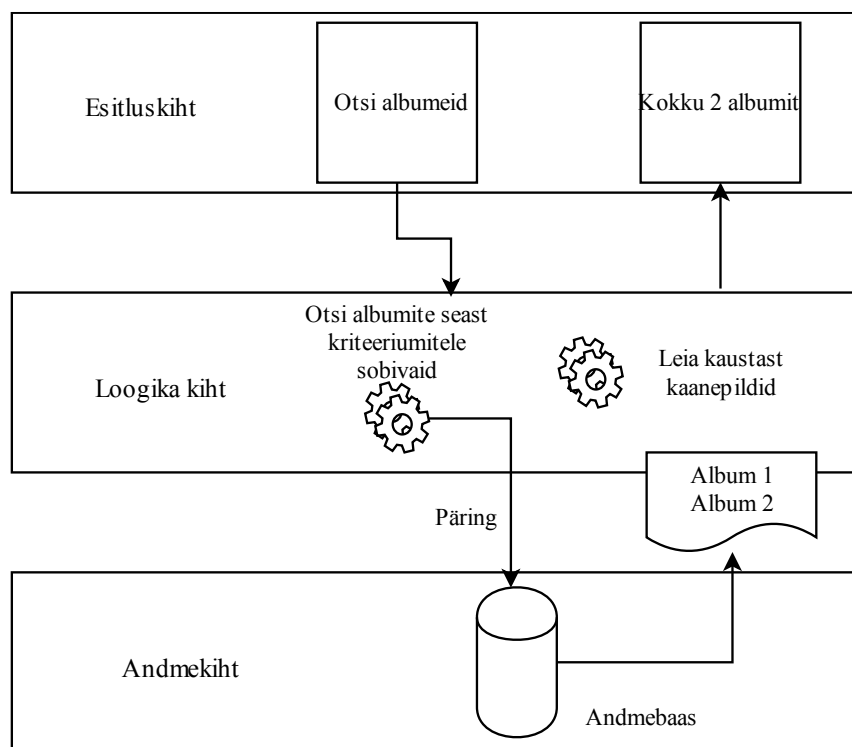 Esitluskiht
Otsi albumeid
Kokku 2 albumit
Loogika kiht
Otsi albumite seast
kriteeriumitele
sobivaid
Leia kaustast
kaanepildid
Album 1
Album 2
Päring
Andmekiht
Andmebaas